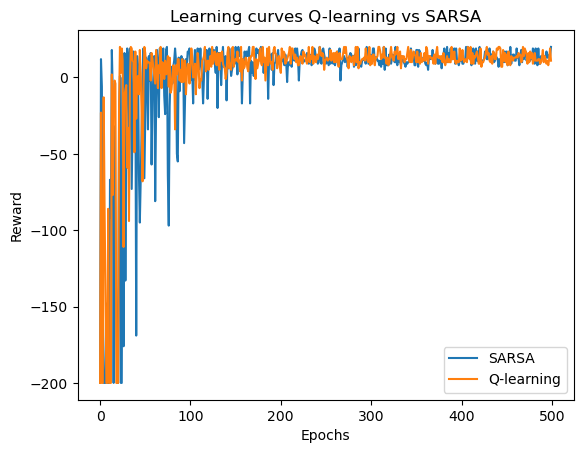 Learning curves Q-learning vs SARSA
Reward
0
−50
−100
−150
−200
0 100 200 300 400 500
Epochs
SARSA
Q-learning